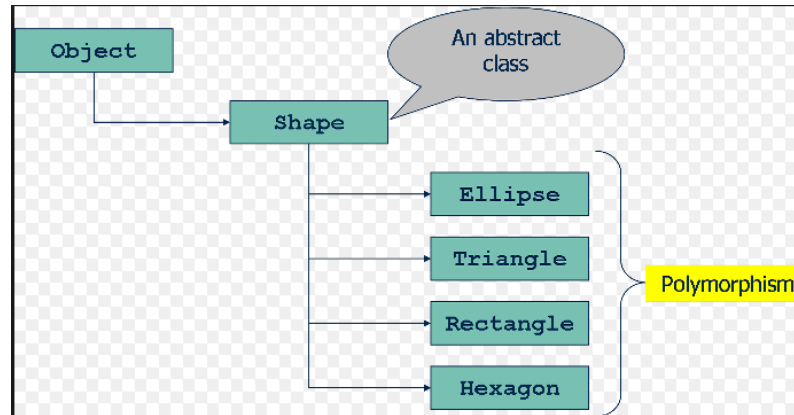 Object
An abstract
class
Shape
Ellipse
Triangle
Polymorphism
Rectangle
Hexagon